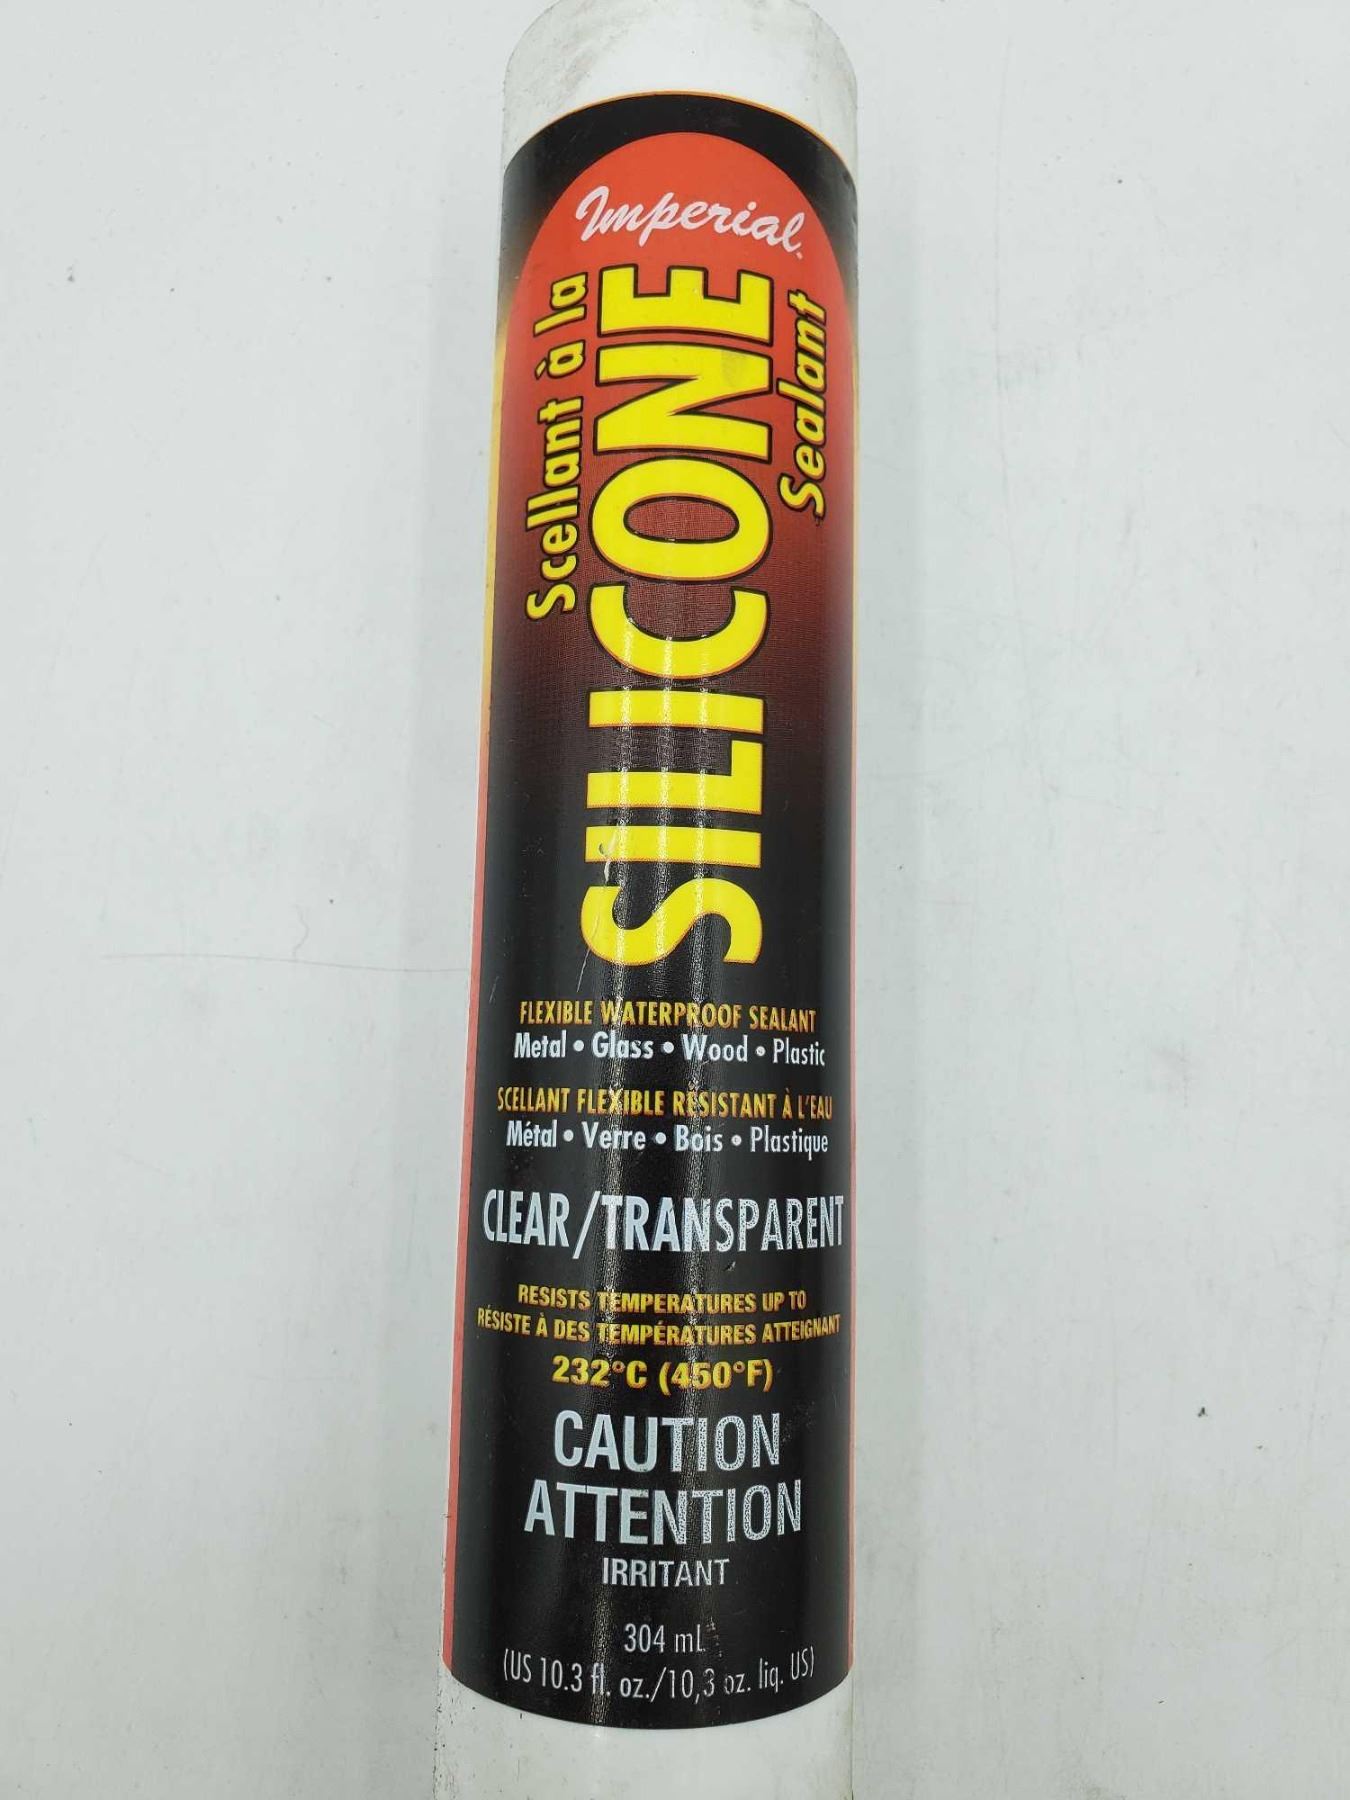 Imperial
Scellant à la
SILICONE
Sealant
FLEXIBLE WATERPROOF SEALANT
Metal • Glass • Wood • Plastic
SCELLANT FLEXIBLE RÉSISTANT À L'EAU
Métal • Verre • Bois • Plastique
CLEAR/TRANSPARENT
RESISTS TEMPERATURES UP TO
RÉSISTE À DES TEMPÉRATURES ATTEIGNANT
232°C (450°F)
CAUTION
ATTENTION
IRRITANT
304 mL
(US 10.3 fl. oz./10,3 oz. liq. US)